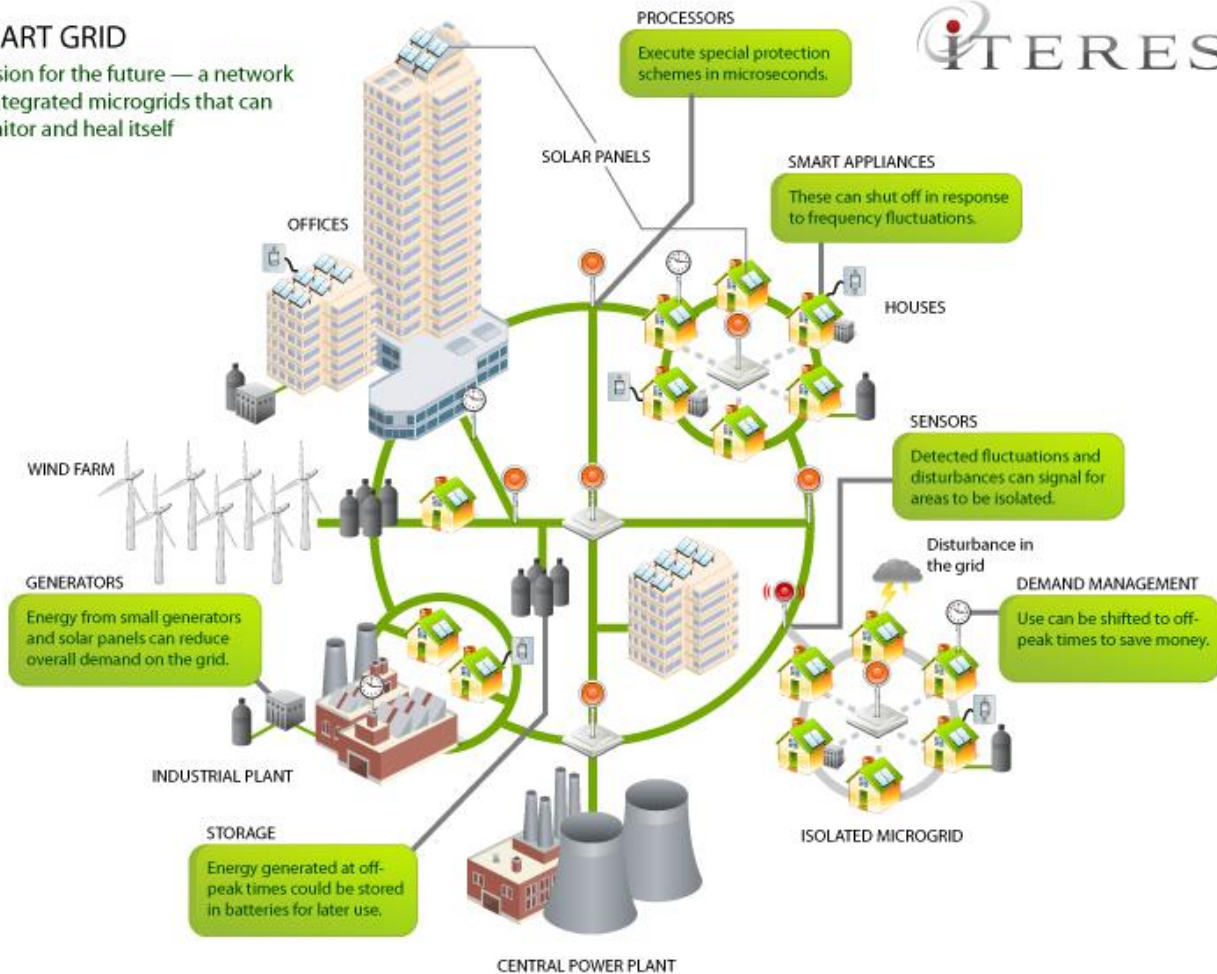 ART GRID
sion for the future — a network
tegrated microgrids that can
nitor and heal itself
PROCESSORS
Execute special protection
schemes in microseconds.
iTERES
SOLAR PANELS
SMART APPLIANCES
These can shut off in response
to frequency fluctuations.
OFFICES
HOUSES
SENSORS
Detected fluctuations and
disturbances can signal for
areas to be isolated.
WIND FARM
Disturbance in
the grid
GENERATORS
Energy from small generators
and solar panels can reduce
overall demand on the grid.
DEMAND MANAGEMENT
Use can be shifted to off-
peak times to save money.
INDUSTRIAL PLANT
STORAGE
Energy generated at off-
peak times could be stored
in batteries for later use.
ISOLATED MICROGRID
CENTRAL POWER PLANT